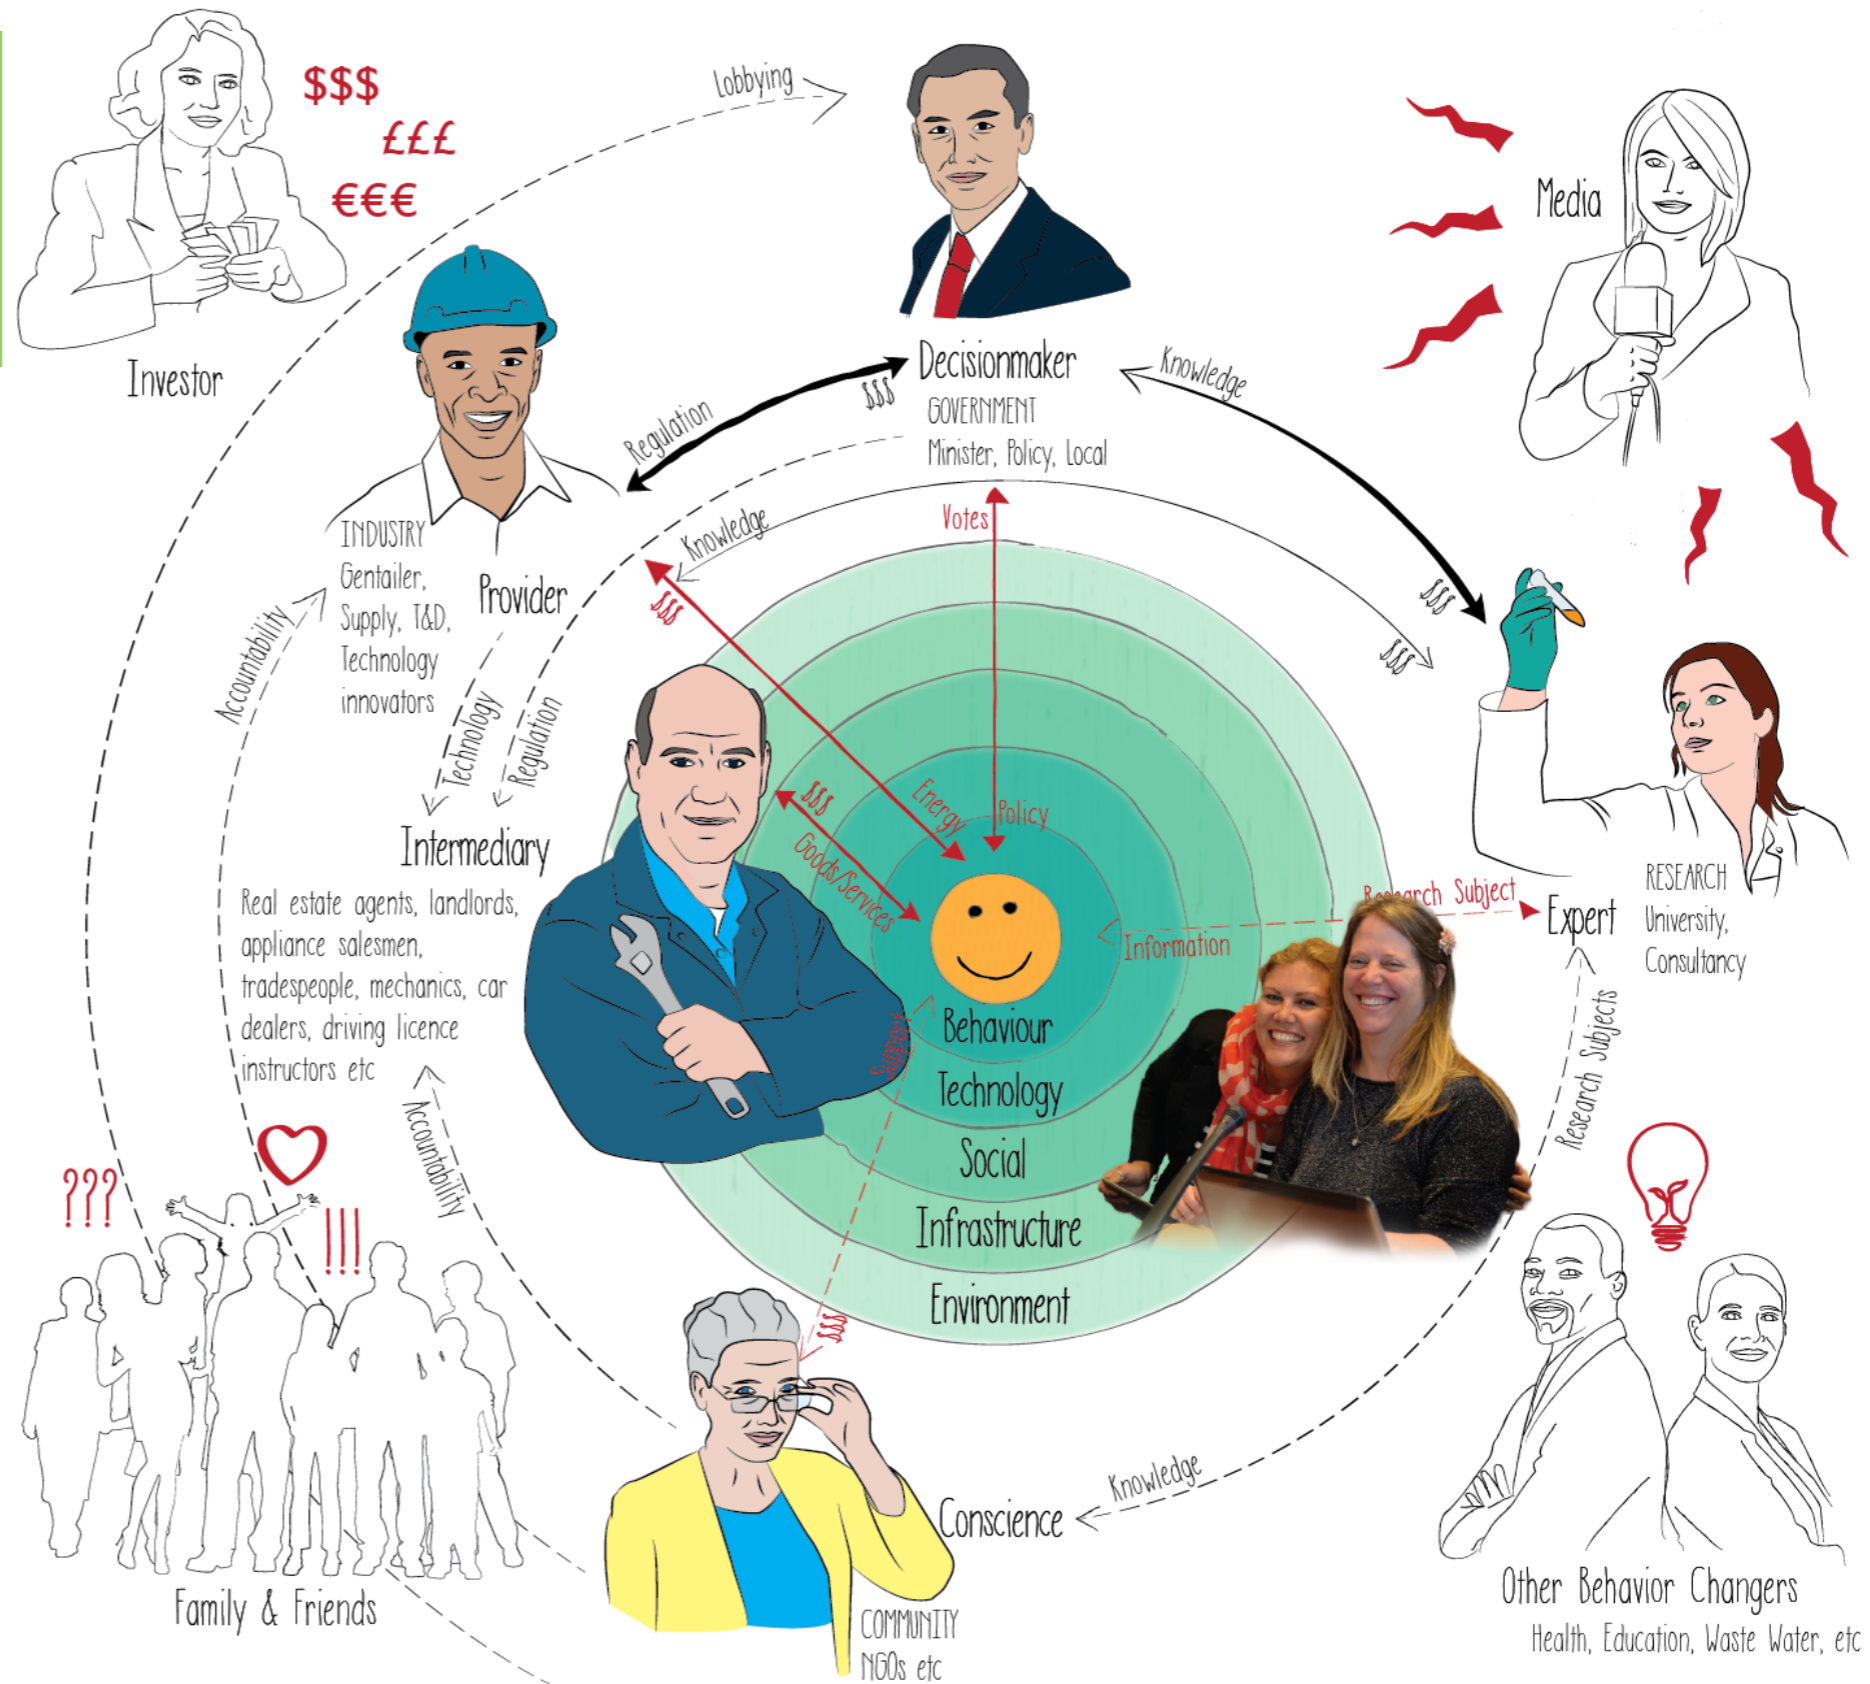 $$$
£££
€€€
Investor
Lobbying
Media
Decisionmaker
GOVERNMENT
Minister, Policy, Local
Regulation
$$$
Knowledge
$$$
INDUSTRY
Gentailer,
Supply, T&D,
Technology
innovators
Provider
Knowledge
$$$
Votes
Policy
$$$
Energy
$$$
Goods/Services
Accountability
Technology
Regulation
Intermediary
Real estate agents, landlords,
appliance salesmen,
tradespeople, mechanics, car
dealers, driving licence
instructors etc
Accountability
Research Subject
Information
Expert
RESEARCH
University,
Consultancy
Research Subjects
Support
$$$
Behaviour
Technology
Social
Infrastructure
Environment
???
!!!
Family & Friends
Knowledge
Conscience
COMMUNITY
NGOs etc
Other Behavior Changers
Health, Education, Waste Water, etc